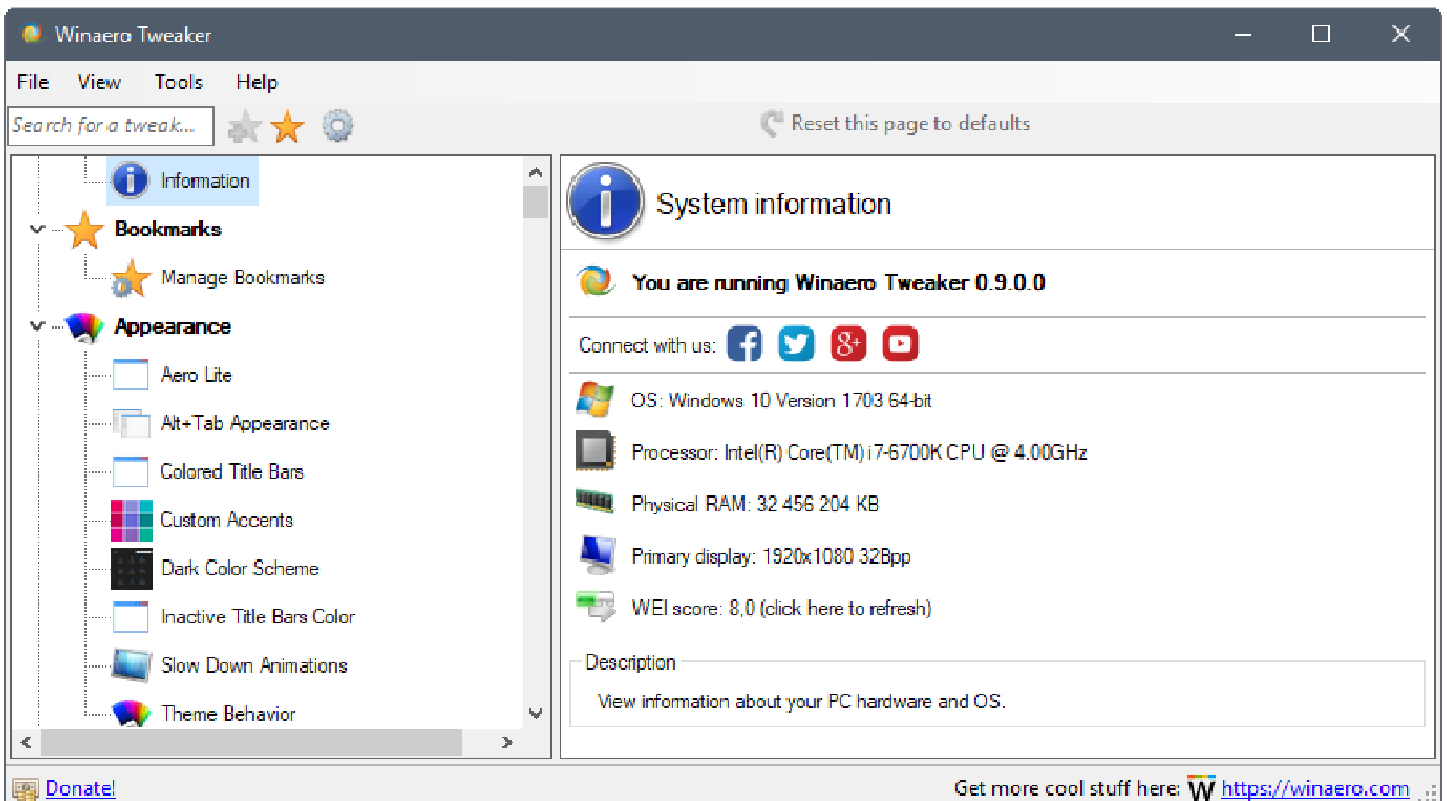 Winaero Tweaker
File View Tools Help
Search for a tweak...
Reset this page to defaults
Information
Bookmarks
Manage Bookmarks
Appearance
Aero Lite
Alt+Tab Appearance
Colored Title Bars
Custom Accents
Dark Color Scheme
Inactive Title Bars Color
Slow Down Animations
Theme Behavior
System information
You are running Winaero Tweaker 0.9.0.0
Connect with us:
OS: Windows 10 Version 1703 64-bit
Processor: Intel(R) Core(TM) i7-6700K CPU @ 4.00GHz
Physical RAM: 32 456 204 KB
Primary display: 1920x1080 32Bpp
WEI score: 8,0 (click here to refresh)
Description
View information about your PC hardware and OS.
Donate!
Get more cool stuff here: W https://winaero.com